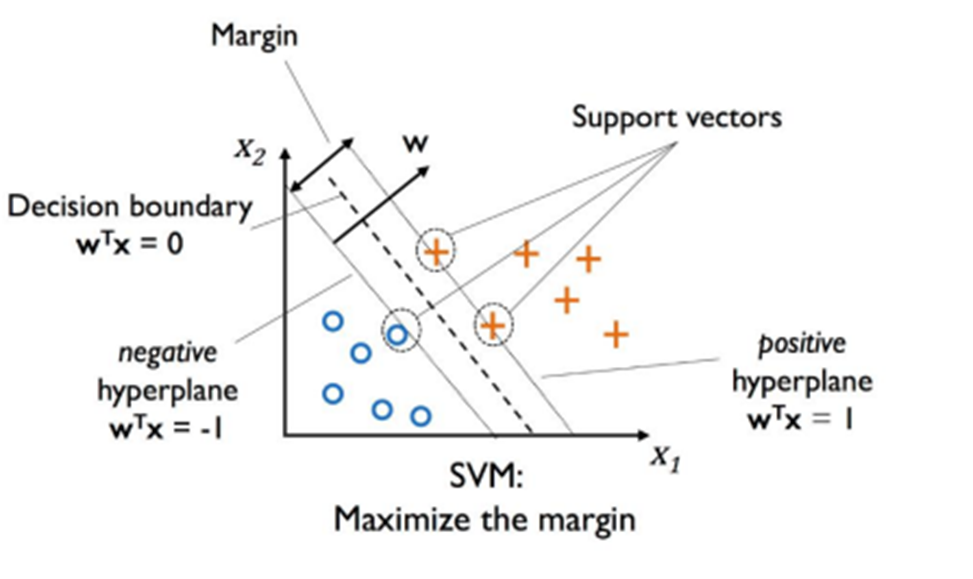 Margin
Support vectors
X₂
w
Decision boundary
wᵀx = 0
negative
hyperplane
wᵀx = -1
positive
hyperplane
wᵀx = 1
X₁
SVM:
Maximize the margin